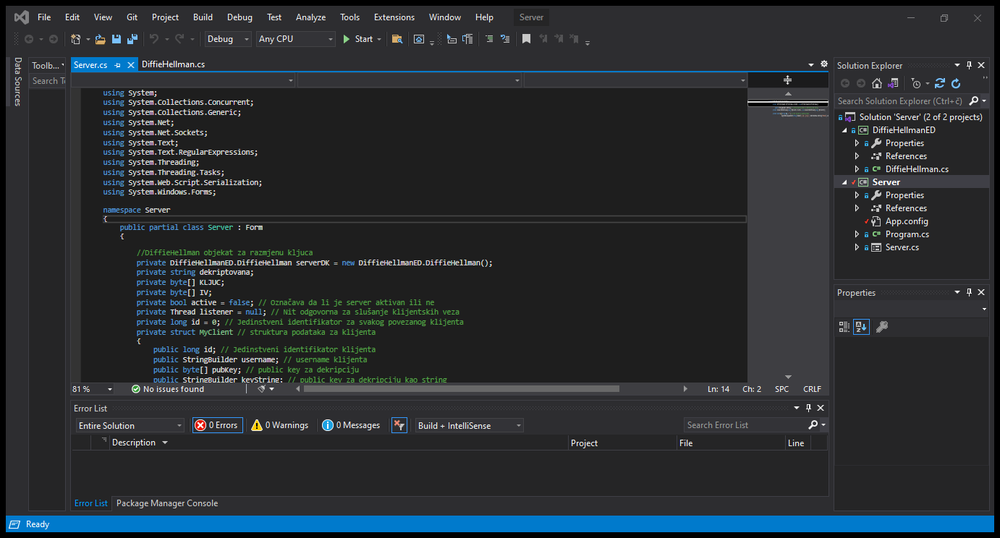 File Edit View Git Project Build Debug Test Analyze Tools Extensions Window Help Server
Debug Any CPU Start
Data Sources
Toolb...
Search To
Server.cs DiffieHellman.cs
using System;
using System.Collections.Concurrent;
using System.Collections.Generic;
using System.Net;
using System.Net.Sockets;
using System.Text;
using System.Text.RegularExpressions;
using System.Threading;
using System.Threading.Tasks;
using System.Web.Script.Serialization;
using System.Windows.Forms;
namespace Server
{
public partial class Server : Form
{
//DiffieHellman objekat za razmjenu kljuca
private DiffieHellmanED.DiffieHellman serverDK = new DiffieHellmanED.DiffieHellman();
private string dekriptovana;
private byte[] KLJUC;
private byte[] IV;
private bool active = false; // Označava da li je server aktivan ili ne
private Thread listener = null; // Nit odgovorna za slušanje klijentskih veza
private long id = 0; // Jedinstveni identifikator za svakog povezanog klijenta
private struct MyClient // struktura podataka za klijenta
{
public long id; // Jedinstveni identifikator klijenta
public StringBuilder username; // username klijenta
public byte[] pubKey; // public key za dekripciju
public StringBuilder keyString; // public key za dekripciju kao string
81 % No issues found Ln: 14 Ch: 2 SPC CRLF
Error List
Entire Solution 0 Errors 0 Warnings 0 Messages Build + IntelliSense Search Error List
Description Project File Line
Error List Package Manager Console
Solution Explorer
Search Solution Explorer (Ctrl+č)
Solution 'Server' (2 of 2 projects)
C# DiffieHellmanED
Properties
References
C# DiffieHellman.cs
C# Server
Properties
References
App.config
C# Program.cs
Server.cs
Properties
Ready